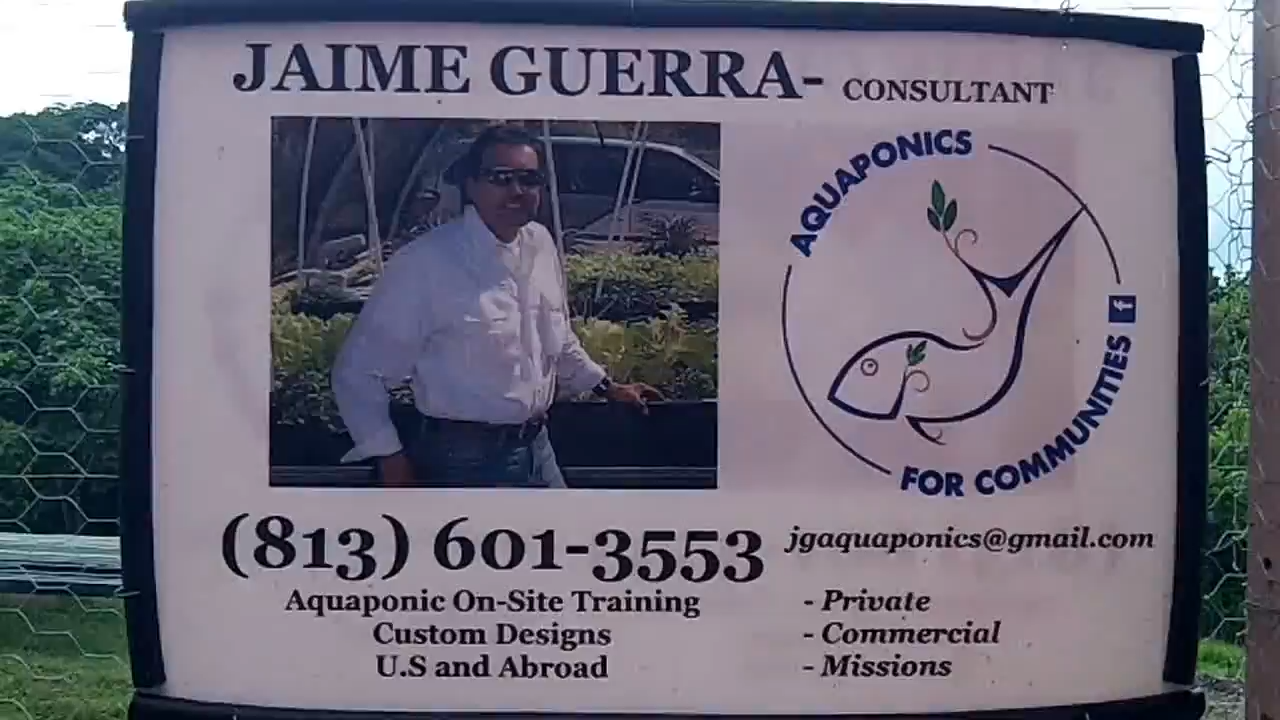 JAIME GUERRA- CONSULTANT
AQUAPONICS
FOR COMMUNITIES f
(813) 601-3553
jgaquaponics@gmail.com
Aquaponic On-Site Training
Custom Designs
U.S and Abroad
- Private
- Commercial
- Missions